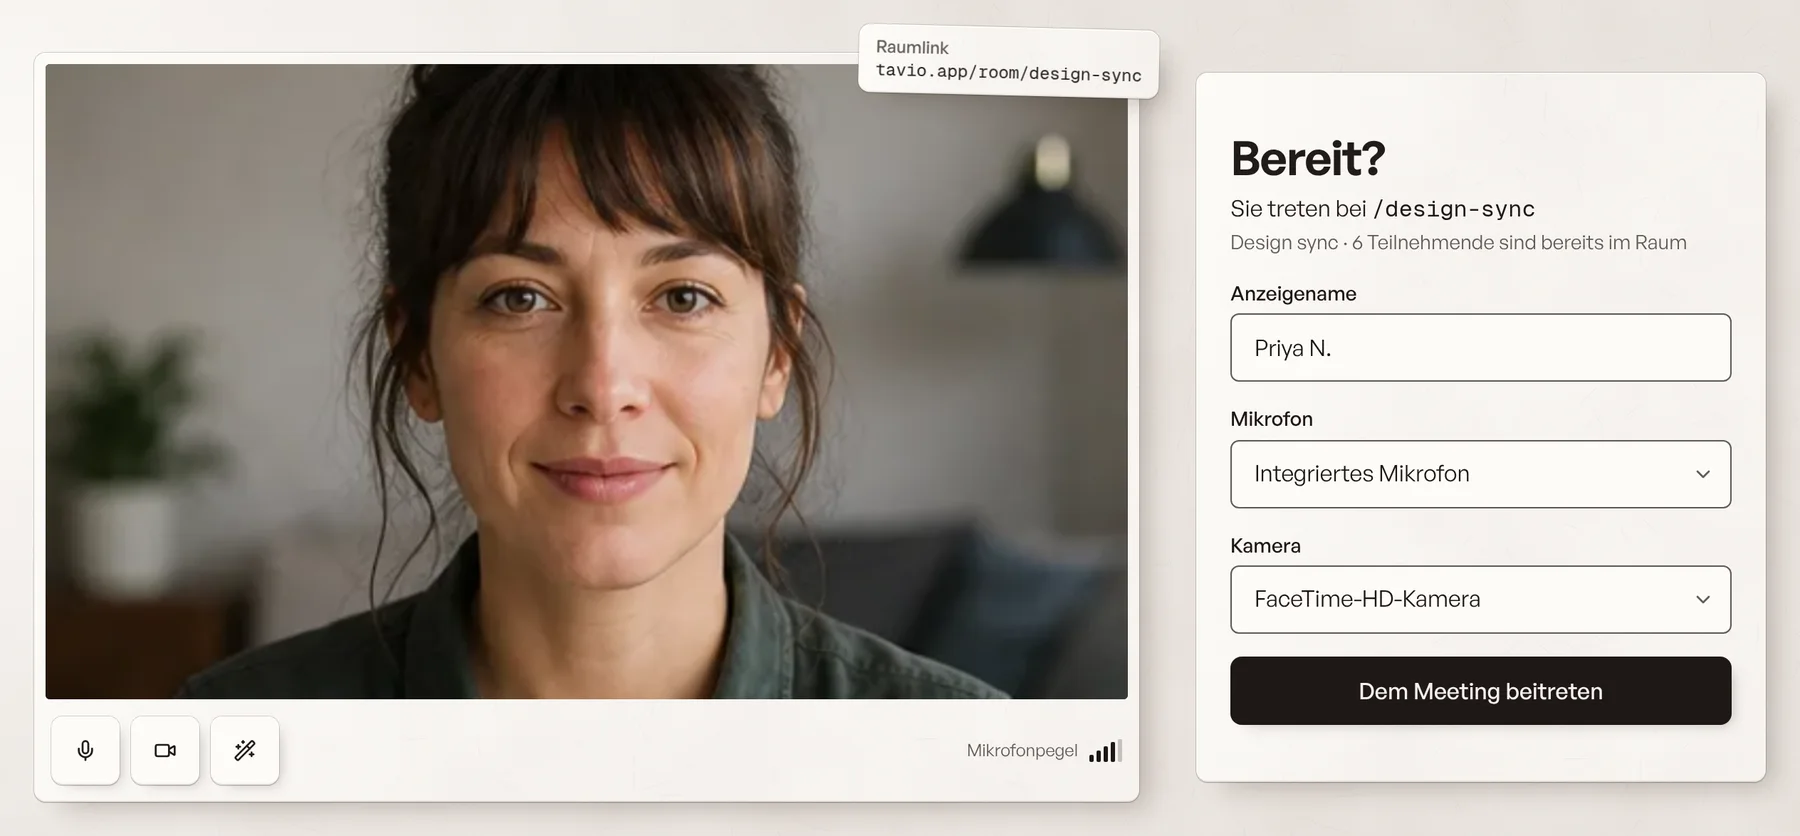 Raumlink
tavio.app/room/design-sync
Mikrofonpegel
Bereit?
Sie treten bei /design-sync
Design sync · 6 Teilnehmende sind bereits im Raum
Anzeigename
Priya N.
Mikrofon
Integriertes Mikrofon
Kamera
FaceTime-HD-Kamera
Dem Meeting beitreten